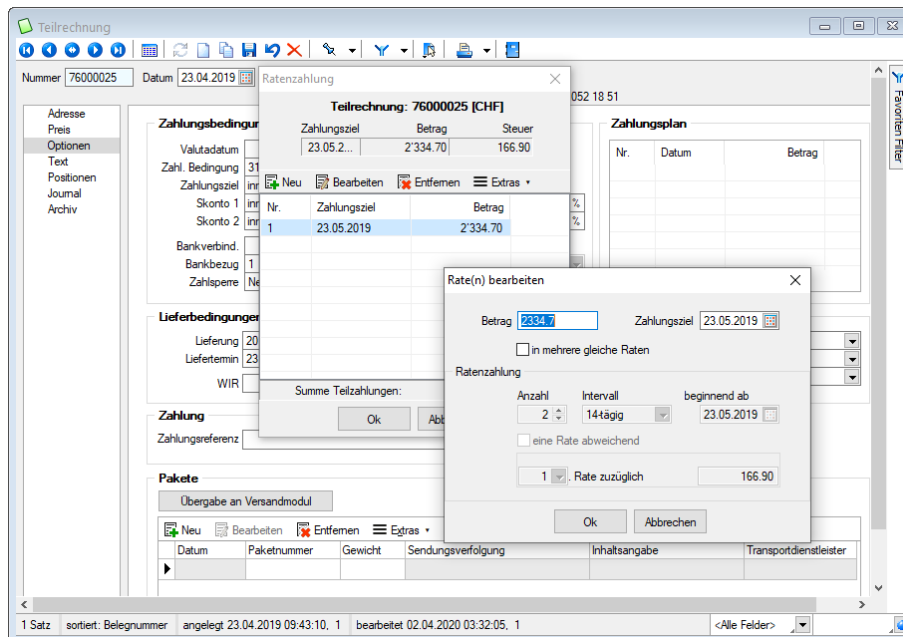 Teilrechnung
Nummer 76000025 Datum 23.04.2019
052 18 51
Favoriten Filter
Adresse
Preis
Optionen
Text
Positionen
Journal
Archiv
Zahlungsbedingun
Valutadatum
Zahl. Bedingung 31
Zahlungsziel inn
Skonto 1 inn %
Skonto 2 inn %
Bankverbind.
Bankbezug 1
Zahlsperre Ne
Zahlungsplan
Nr. Datum Betrag
Ratenzahlung
Teilrechnung: 76000025 [CHF]
Zahlungsziel Betrag Steuer
23.05.2... 2'334.70 166.90
Neu Bearbeiten Entfernen Extras
Nr. Zahlungsziel Betrag
1 23.05.2019 2'334.70
Summe Teilzahlungen:
Ok Abb
Rate(n) bearbeiten
Betrag 2334.7 Zahlungsziel 23.05.2019
in mehrere gleiche Raten
Ratenzahlung
Anzahl Intervall beginnend ab
2 14-tägig 23.05.2019
eine Rate abweichend
1 . Rate zuzüglich 166.90
Ok Abbrechen
Lieferbedingungen
Lieferung 20
Liefertermin 23
WIR
Zahlung
Zahlungsreferenz
Pakete
Übergabe an Versandmodul
Neu Bearbeiten Entfernen Extras
Datum Paketnummer Gewicht Sendungsverfolgung Inhaltsangabe Transportdienstleister
1 Satz sortiert: Belegnummer angelegt 23.04.2019 09:43:10, 1 bearbeitet 02.04.2020 03:32:05, 1 <Alle Felder>